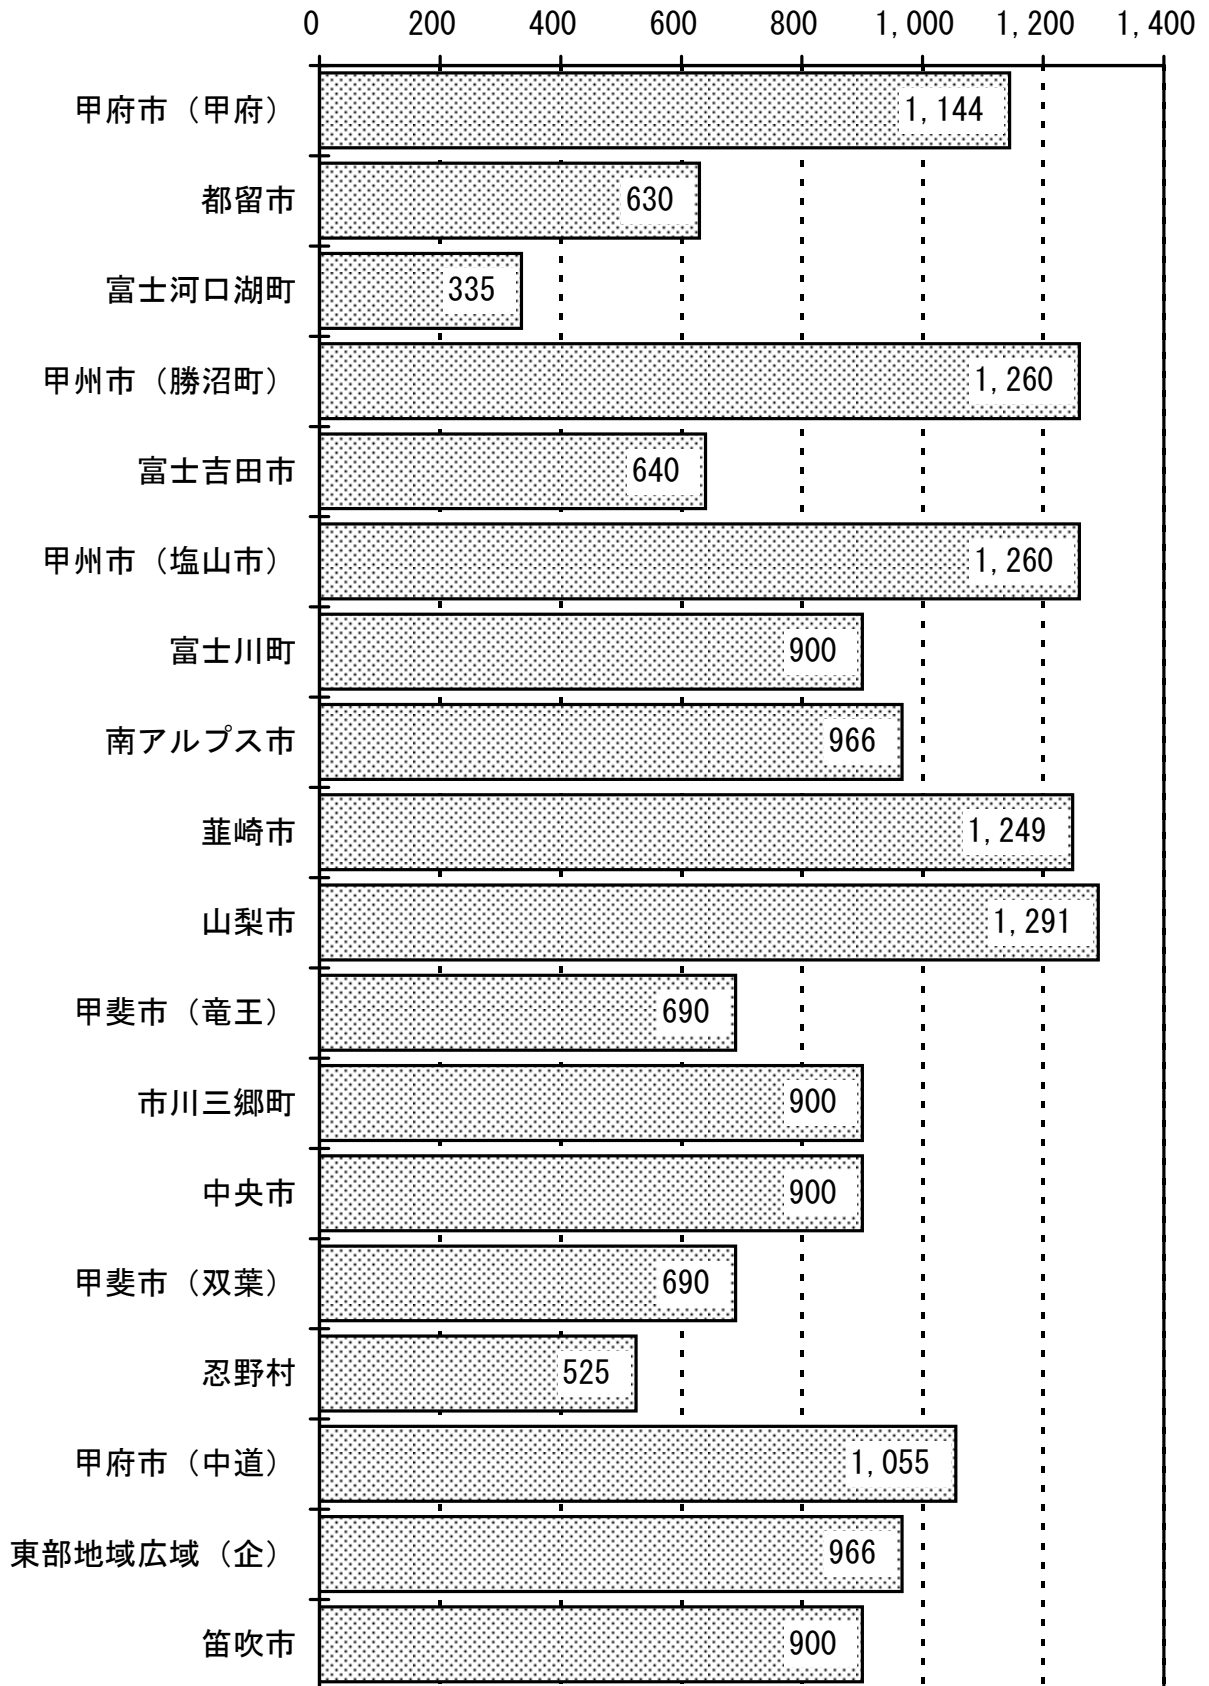 0 200 400 600 800 1,000 1,200 1,400
甲府市（甲府） 1,144
都留市 630
富士河口湖町 335
甲州市（勝沼町） 1,260
富士吉田市 640
甲州市（塩山市） 1,260
富士川町 900
南アルプス市 966
韮崎市 1,249
山梨市 1,291
甲斐市（竜王） 690
市川三郷町 900
中央市 900
甲斐市（双葉） 690
忍野村 525
甲府市（中道） 1,055
東部地域広域（企） 966
笛吹市 900